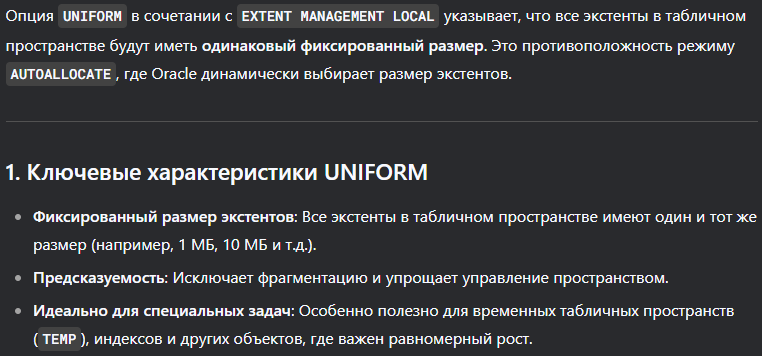 Опция UNIFORM в сочетании с EXTENT MANAGEMENT LOCAL указывает, что все экстенты в табличном
пространстве будут иметь одинаковый фиксированный размер. Это противоположность режиму
AUTOALLOCATE, где Oracle динамически выбирает размер экстентов.
1. Ключевые характеристики UNIFORM
• Фиксированный размер экстентов: Все экстенты в табличном пространстве имеют один и тот же
размер (например, 1 МБ, 10 МБ и т.д.).
• Предсказуемость: Исключает фрагментацию и упрощает управление пространством.
• Идеально для специальных задач: Особенно полезно для временных табличных пространств
(TEMP), индексов и других объектов, где важен равномерный рост.